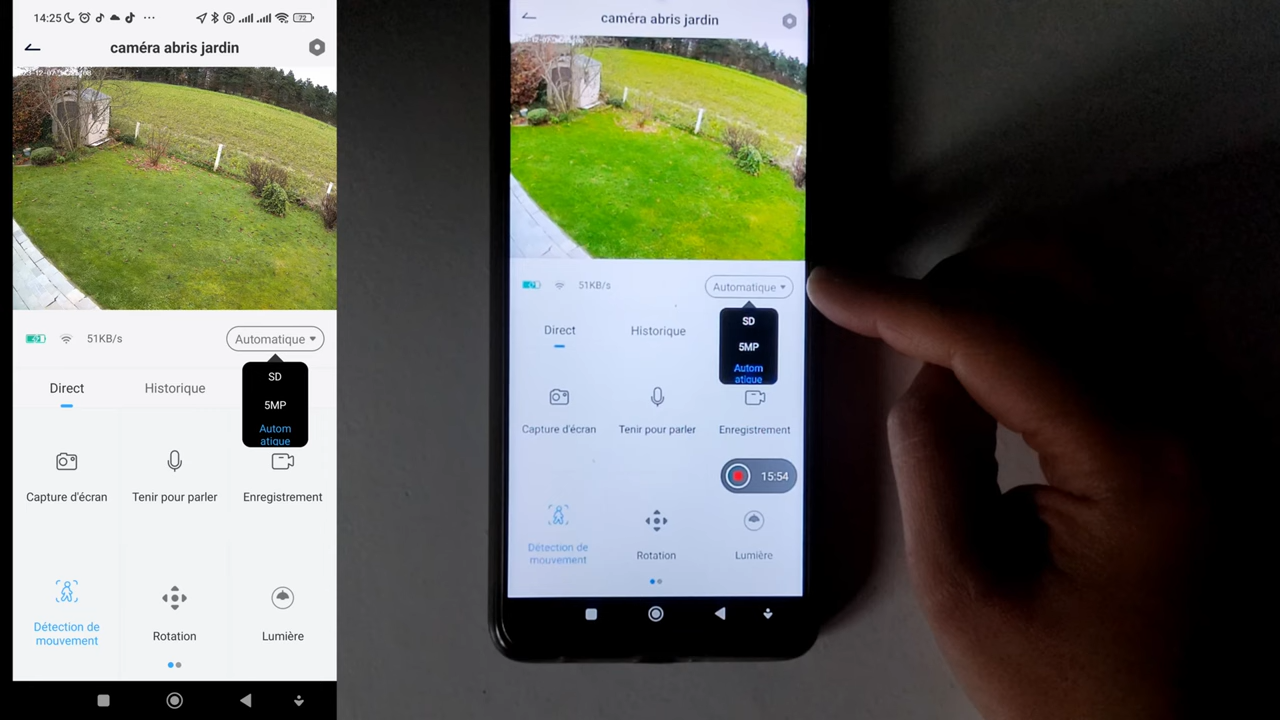 14:25
72
caméra abris jardin
51KB/s
Automatique
SD
5MP
Autom
atique
Direct
Historique
Capture d'écran
Tenir pour parler
Enregistrement
Détection de
mouvement
Rotation
Lumière
caméra abris jardin
51KB/s
Automatique
SD
5MP
Autom
atique
Direct
Historique
Capture d'écran
Tenir pour parler
Enregistrement
15:54
Détection de
mouvement
Rotation
Lumière